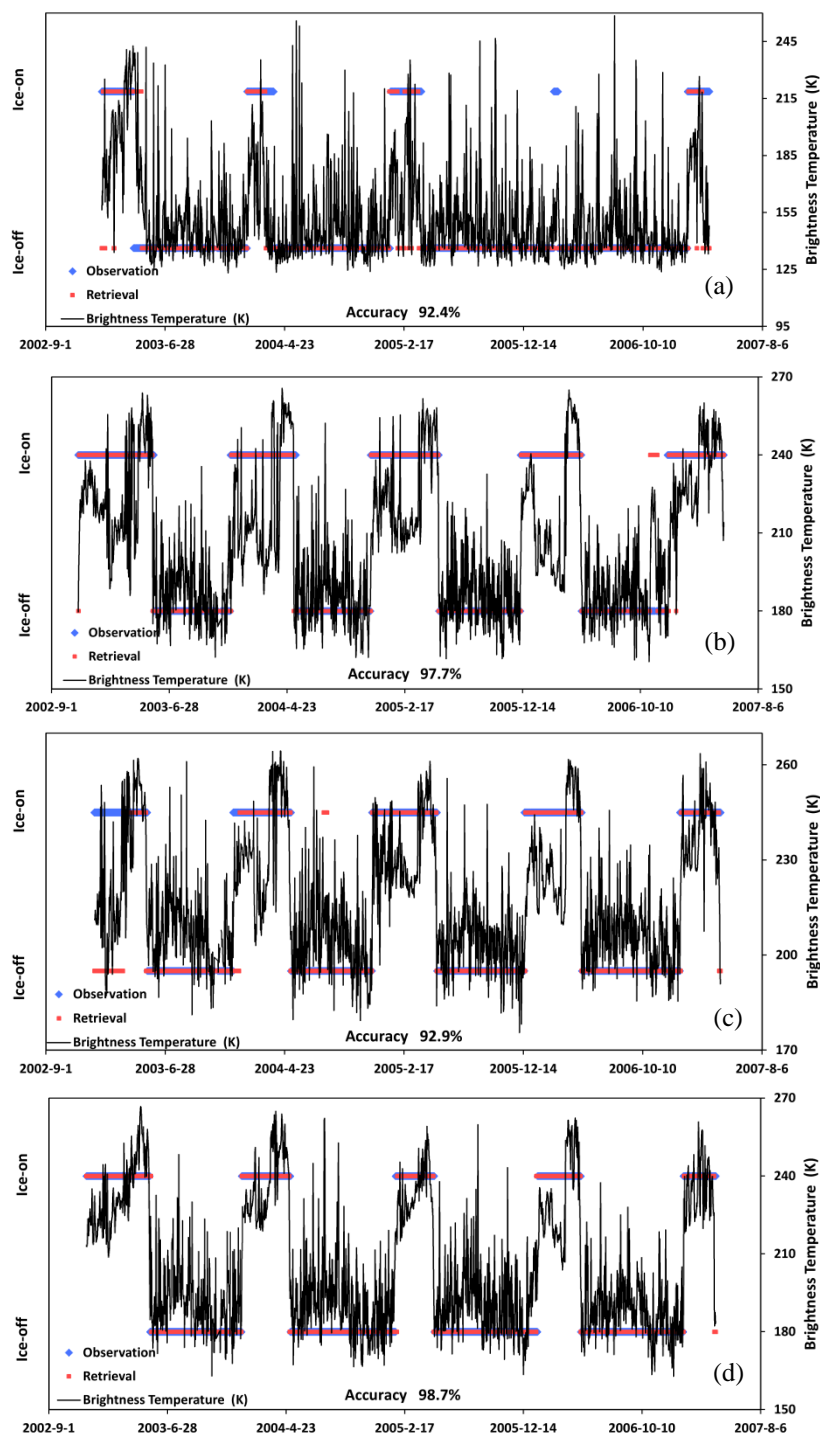 Ice-on
Ice-off
245
215
185
155
125
95
Brightness Temperature (K)
Observation
Retrieval
Brightness Temperature (K)
Accuracy 92.4%
(a)
2002-9-1 2003-6-28 2004-4-23 2005-2-17 2005-12-14 2006-10-10 2007-8-6
Ice-on
Ice-off
270
240
210
180
150
Brightness Temperature (K)
Observation
Retrieval
Brightness Temperature (K)
Accuracy 97.7%
(b)
2002-9-1 2003-6-28 2004-4-23 2005-2-17 2005-12-14 2006-10-10 2007-8-6
Ice-on
Ice-off
260
230
200
170
Brightness Temperature (K)
Observation
Retrieval
Brightness Temperature (K)
Accuracy 92.9%
(c)
2002-9-1 2003-6-28 2004-4-23 2005-2-17 2005-12-14 2006-10-10 2007-8-6
Ice-on
Ice-off
270
240
210
180
150
Brightness Temperature (K)
Observation
Retrieval
Brightness Temperature (K)
Accuracy 98.7%
(d)
2002-9-1 2003-6-28 2004-4-23 2005-2-17 2005-12-14 2006-10-10 2007-8-6